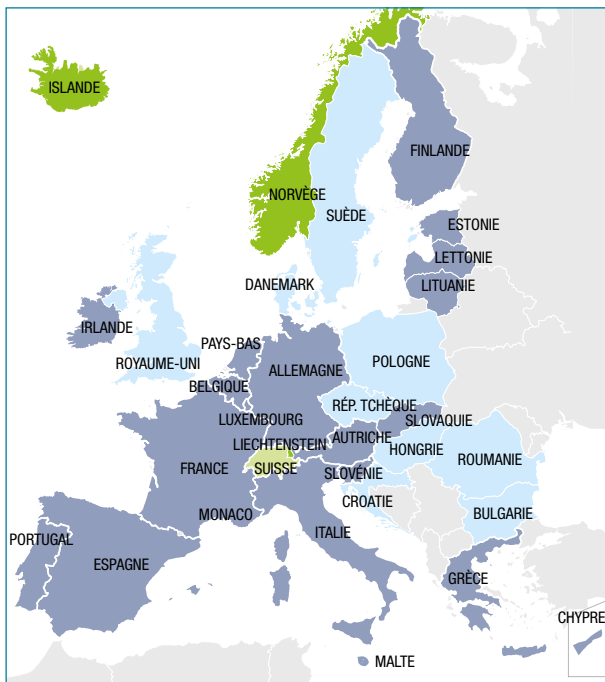 ISLANDE
FINLANDE
NORVÈGE
SUÈDE
ESTONIE
LETTONIE
LITUANIE
DANEMARK
IRLANDE
PAYS-BAS
ROYAUME-UNI
ALLEMAGNE
POLOGNE
BELGIQUE
RÉP. TCHÈQUE
LUXEMBOURG
SLOVAQUIE
LIECHTENSTEIN
AUTRICHE
HONGRIE
ROUMANIE
FRANCE
SUISSE
SLOVÉNIE
CROATIE
MONACO
BULGARIE
ITALIE
PORTUGAL
ESPAGNE
GRÈCE
CHYPRE
MALTE